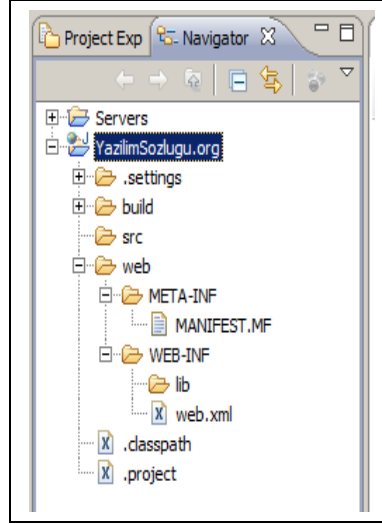 Project Exp Navigator
Servers
YazilimSozlugu.org
.settings
build
src
web
META-INF
MANIFEST.MF
WEB-INF
lib
web.xml
.classpath
.project